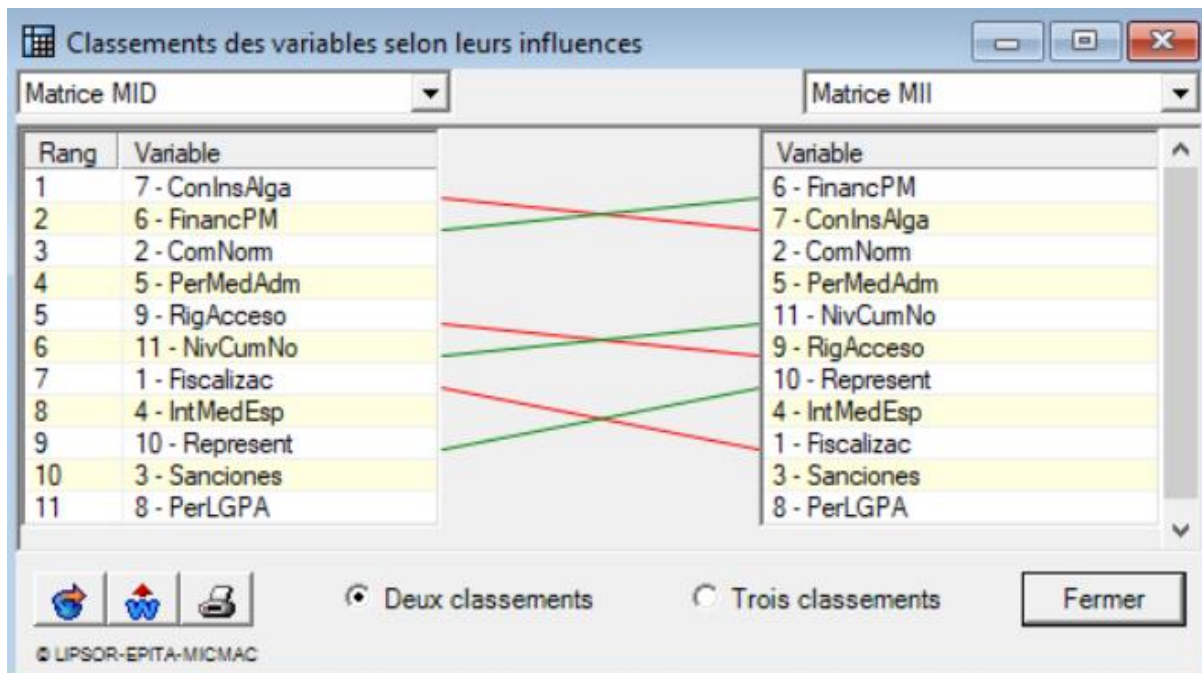 Classements des variables selon leurs influences
Matrice MID Matrice MII
Rang Variable Variable
1 7 - ConInsAlga 6 - FinancPM
2 6 - FinancPM 7 - ConInsAlga
3 2 - ComNorm 2 - ComNorm
4 5 - PerMedAdm 5 - PerMedAdm
5 9 - RigAcceso 11 - NivCumNo
6 11 - NivCumNo 9 - RigAcceso
7 1 - Fiscalizac 10 - Represent
8 4 - IntMedEsp 4 - IntMedEsp
9 10 - Represent 1 - Fiscalizac
10 3 - Sanciones 3 - Sanciones
11 8 - PerLGPA 8 - PerLGPA
Deux classements Trois classements Fermer
© LIPSOR-EPITA-MICMAC